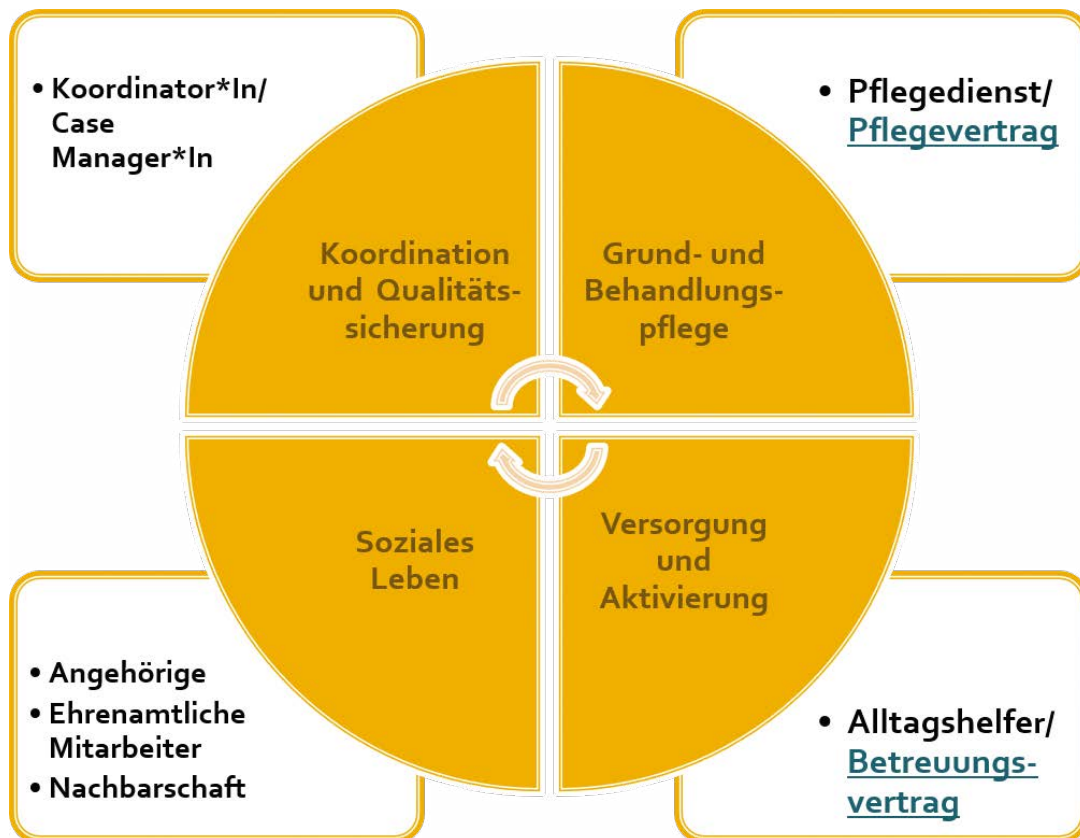 • Koordinator*In/
Case
Manager*In
• Pflegedienst/
Pflegevertrag
Koordination
und Qualitäts-
sicherung
Grund- und
Behandlungs-
pflege
Soziales
Leben
Versorgung
und
Aktivierung
• Angehörige
• Ehrenamtliche
Mitarbeiter
• Nachbarschaft
• Alltagshelfer/
Betreuungs-
vertrag